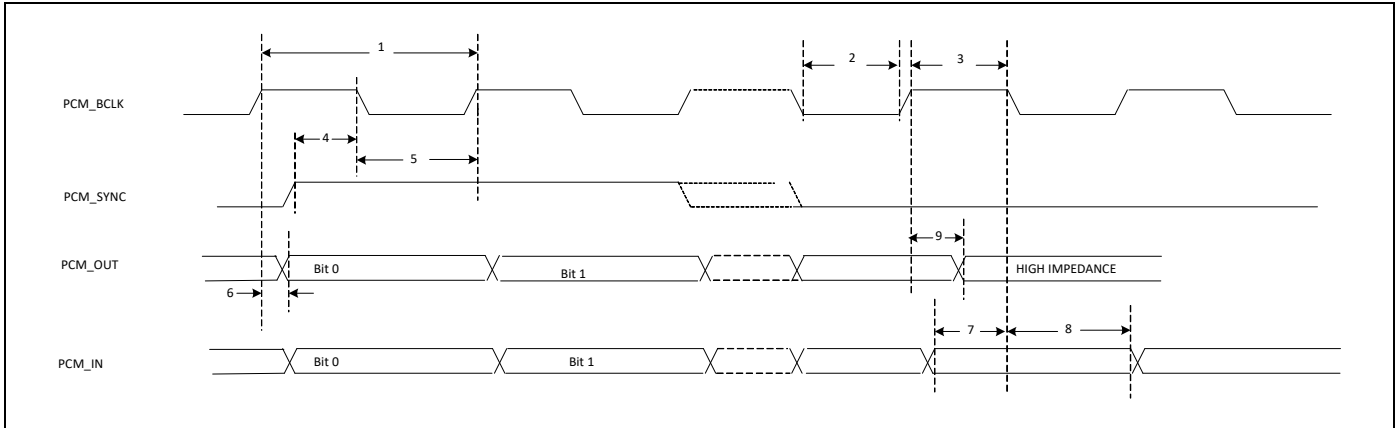 1
2
3
PCM_BCLK
4
5
PCM_SYNC
9
PCM_OUT
Bit 0
Bit 1
HIGH IMPEDANCE
6
7
8
PCM_IN
Bit 0
Bit 1